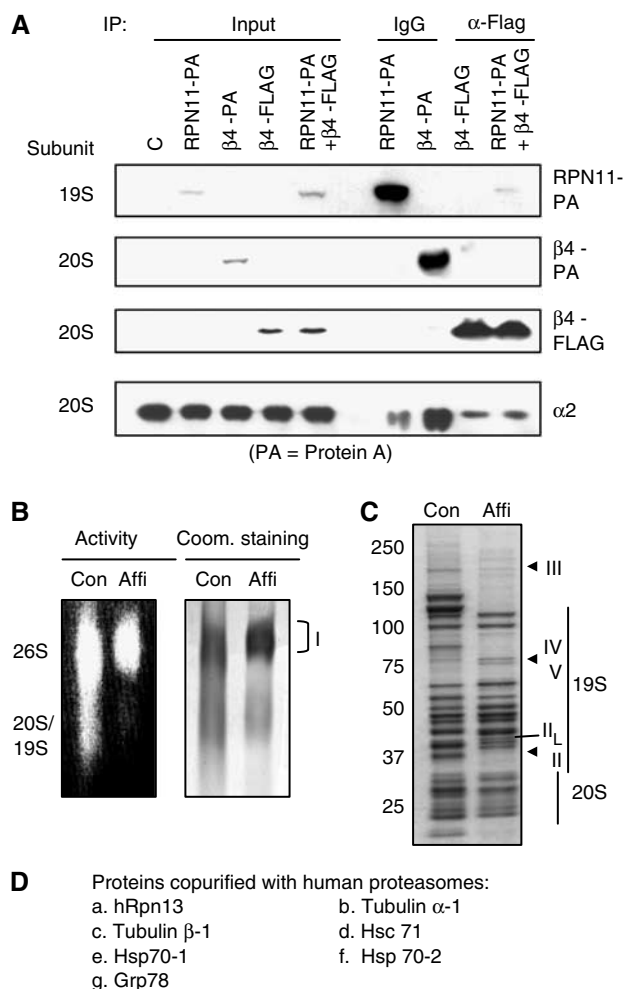 A
IP: Input IgG α-Flag
Subunit C RPN11-PA β4 -PA β4 -FLAG RPN11-PA +β4 -FLAG RPN11-PA β4 -PA β4 -FLAG RPN11-PA + β4 -FLAG
19S RPN11-PA
20S β4 - PA
20S β4 - FLAG
20S α2
(PA = Protein A)
B
Activity Coom. staining
Con Affi Con Affi
26S I
20S/
19S
C
Con Affi
250
III
150
100
IV
75
V
19S
50
IIL
37
II
20S
25
D Proteins copurified with human proteasomes:
a. hRpn13 b. Tubulin α-1
c. Tubulin β-1 d. Hsc 71
e. Hsp70-1 f. Hsp 70-2
g. Grp78